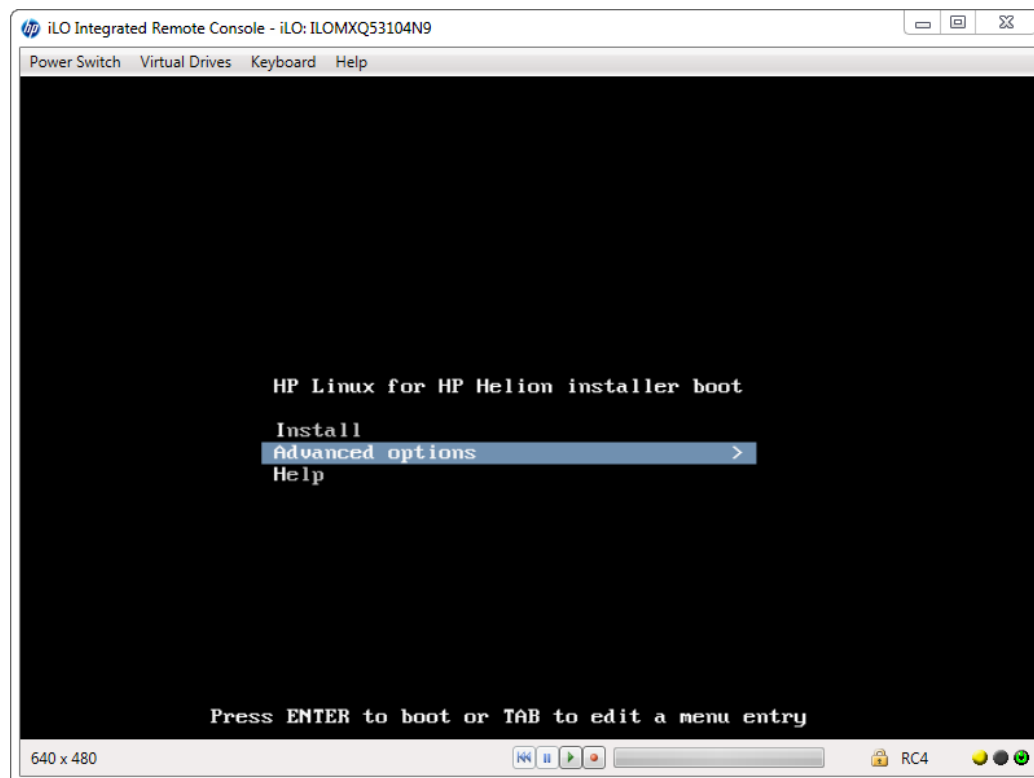 hp iLO Integrated Remote Console - iLO: ILOMXQ53104N9
Power Switch Virtual Drives Keyboard Help
HP Linux for HP Helion installer boot
Install
Advanced options >
Help
Press ENTER to boot or TAB to edit a menu entry
640 x 480 RC4